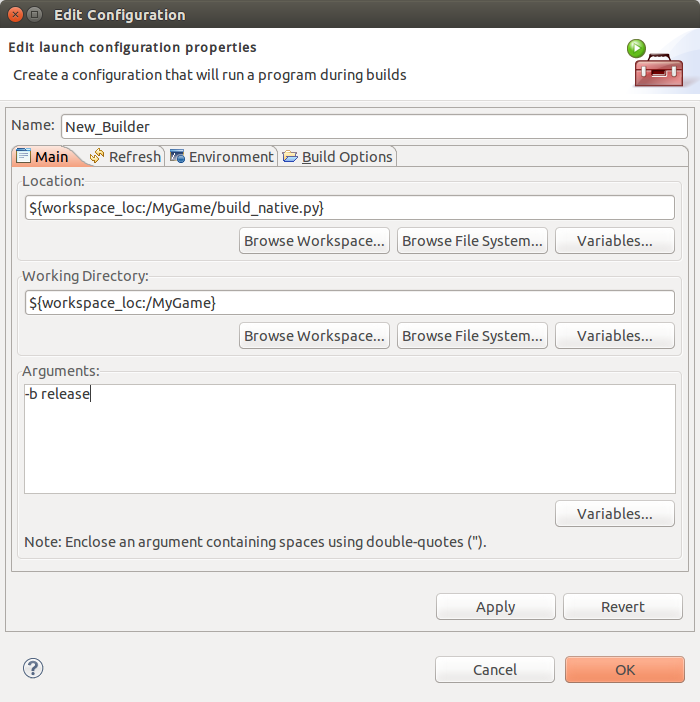 Edit Configuration
Edit launch configuration properties
Create a configuration that will run a program during builds
Name: New_Builder
Main Refresh Environment Build Options
Location:
${workspace_loc:/MyGame/build_native.py}
Browse Workspace... Browse File System... Variables...
Working Directory:
${workspace_loc:/MyGame}
Browse Workspace... Browse File System... Variables...
Arguments:
-b release
Variables...
Note: Enclose an argument containing spaces using double-quotes (").
Apply Revert
? Cancel OK